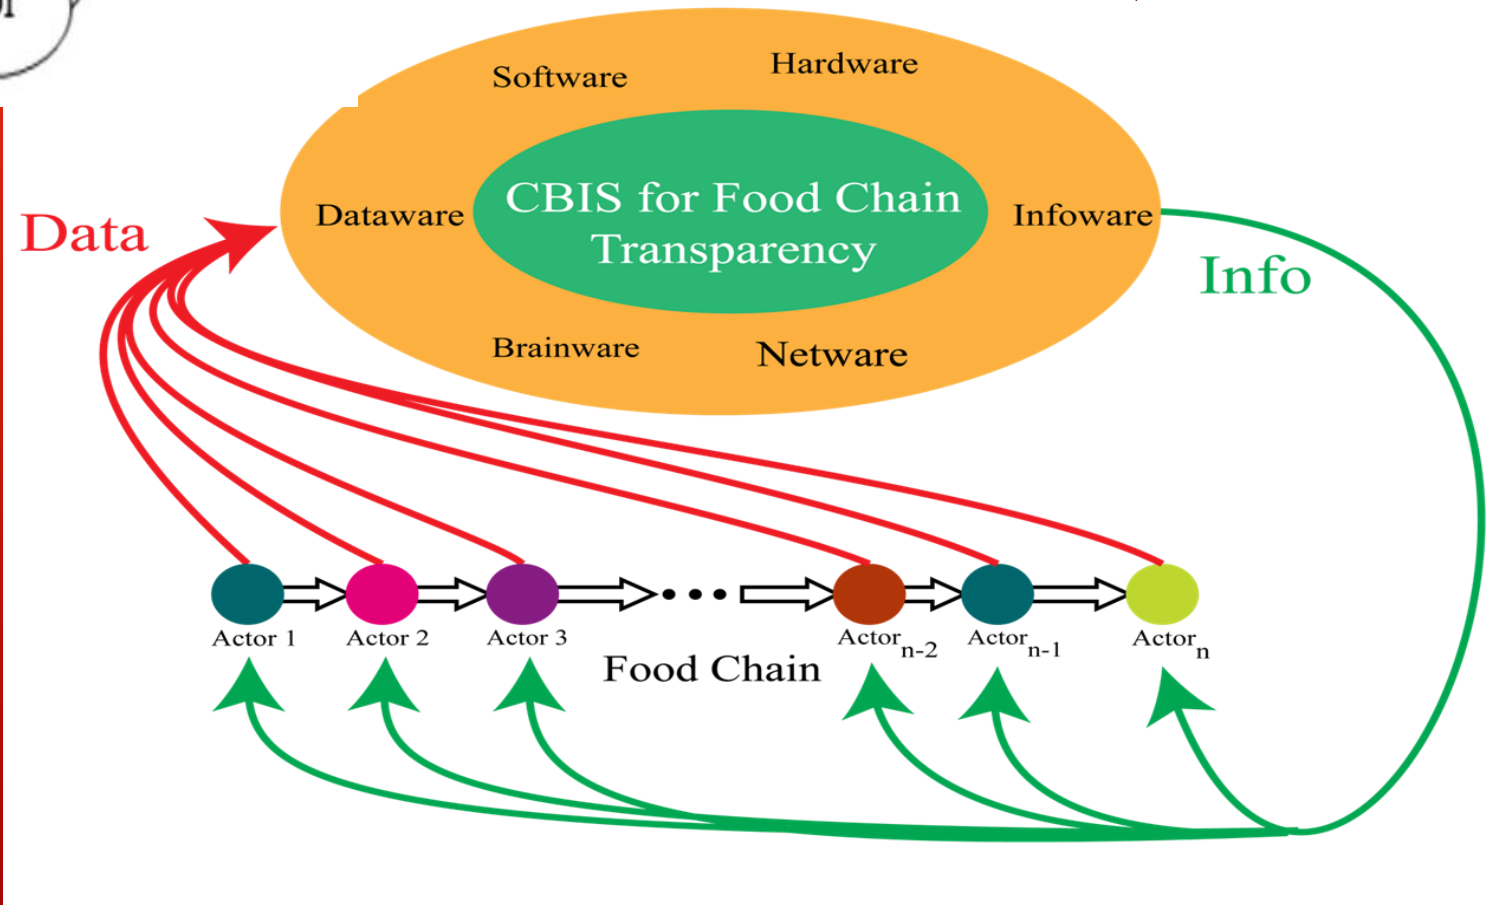 Software
Hardware
CBIS for Food Chain
Transparency
Dataware
Infoware
Data
Info
Brainware
Netware
Actor 1
Actor 2
Actor 3
Actor n-2
Actor n-1
Actor n
Food Chain